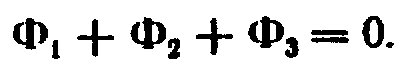 Φ₁ + Φ₂ + Φ₃ = 0.